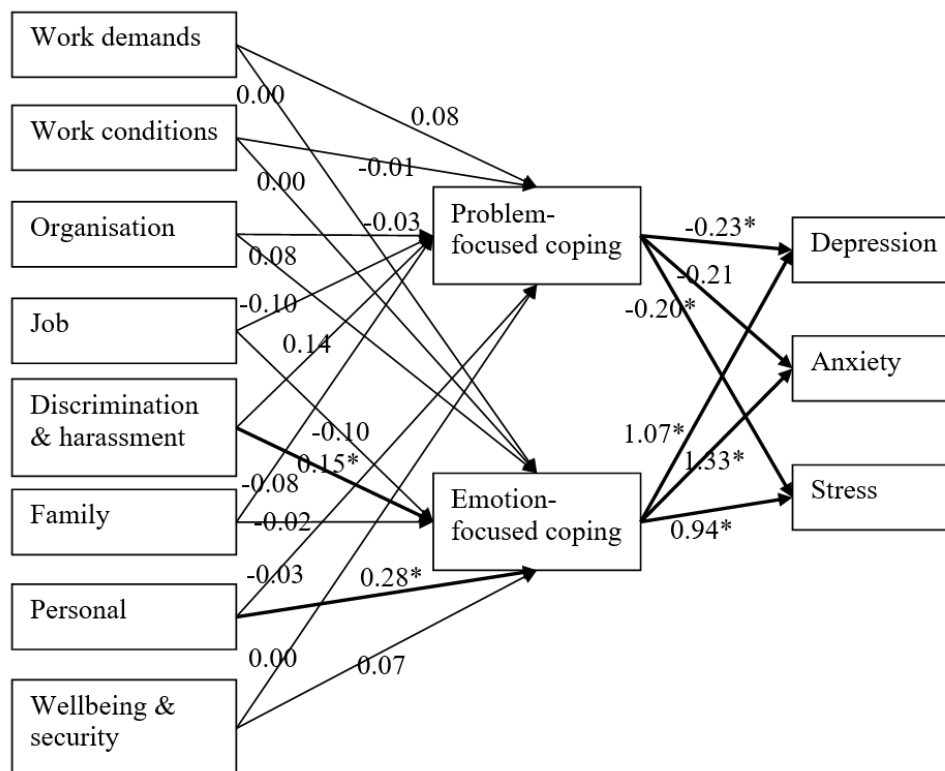 Work demands
0.00
0.08
Work conditions
-0.01
0.00
Problem-
focused coping
Organisation
-0.03
0.08
-0.23*
Depression
-0.21
-0.10
-0.20*
Job
0.14
Anxiety
Discrimination
& harassment
-0.10
0.15*
1.07*
1.33*
-0.08
Emotion-
focused coping
Stress
Family
-0.02
0.94*
-0.03
0.28*
Personal
0.00
0.07
Wellbeing &
security